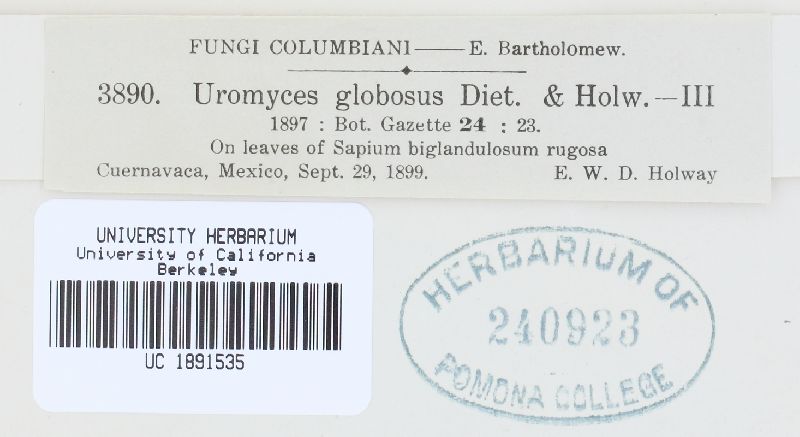 FUNGI COLUMBIANI — E. Bartholomew.
3890. Uromyces globosus Diet. & Holw.—III
1897 : Bot. Gazette 24 : 23.
On leaves of Sapium biglandulosum rugosa
Cuernavaca, Mexico, Sept. 29, 1899. E. W. D. Holway
UNIVERSITY HERBARIUM
University of California
Berkeley
UC 1891535
HERBARIUM OF
240923
POMONA COLLEGE